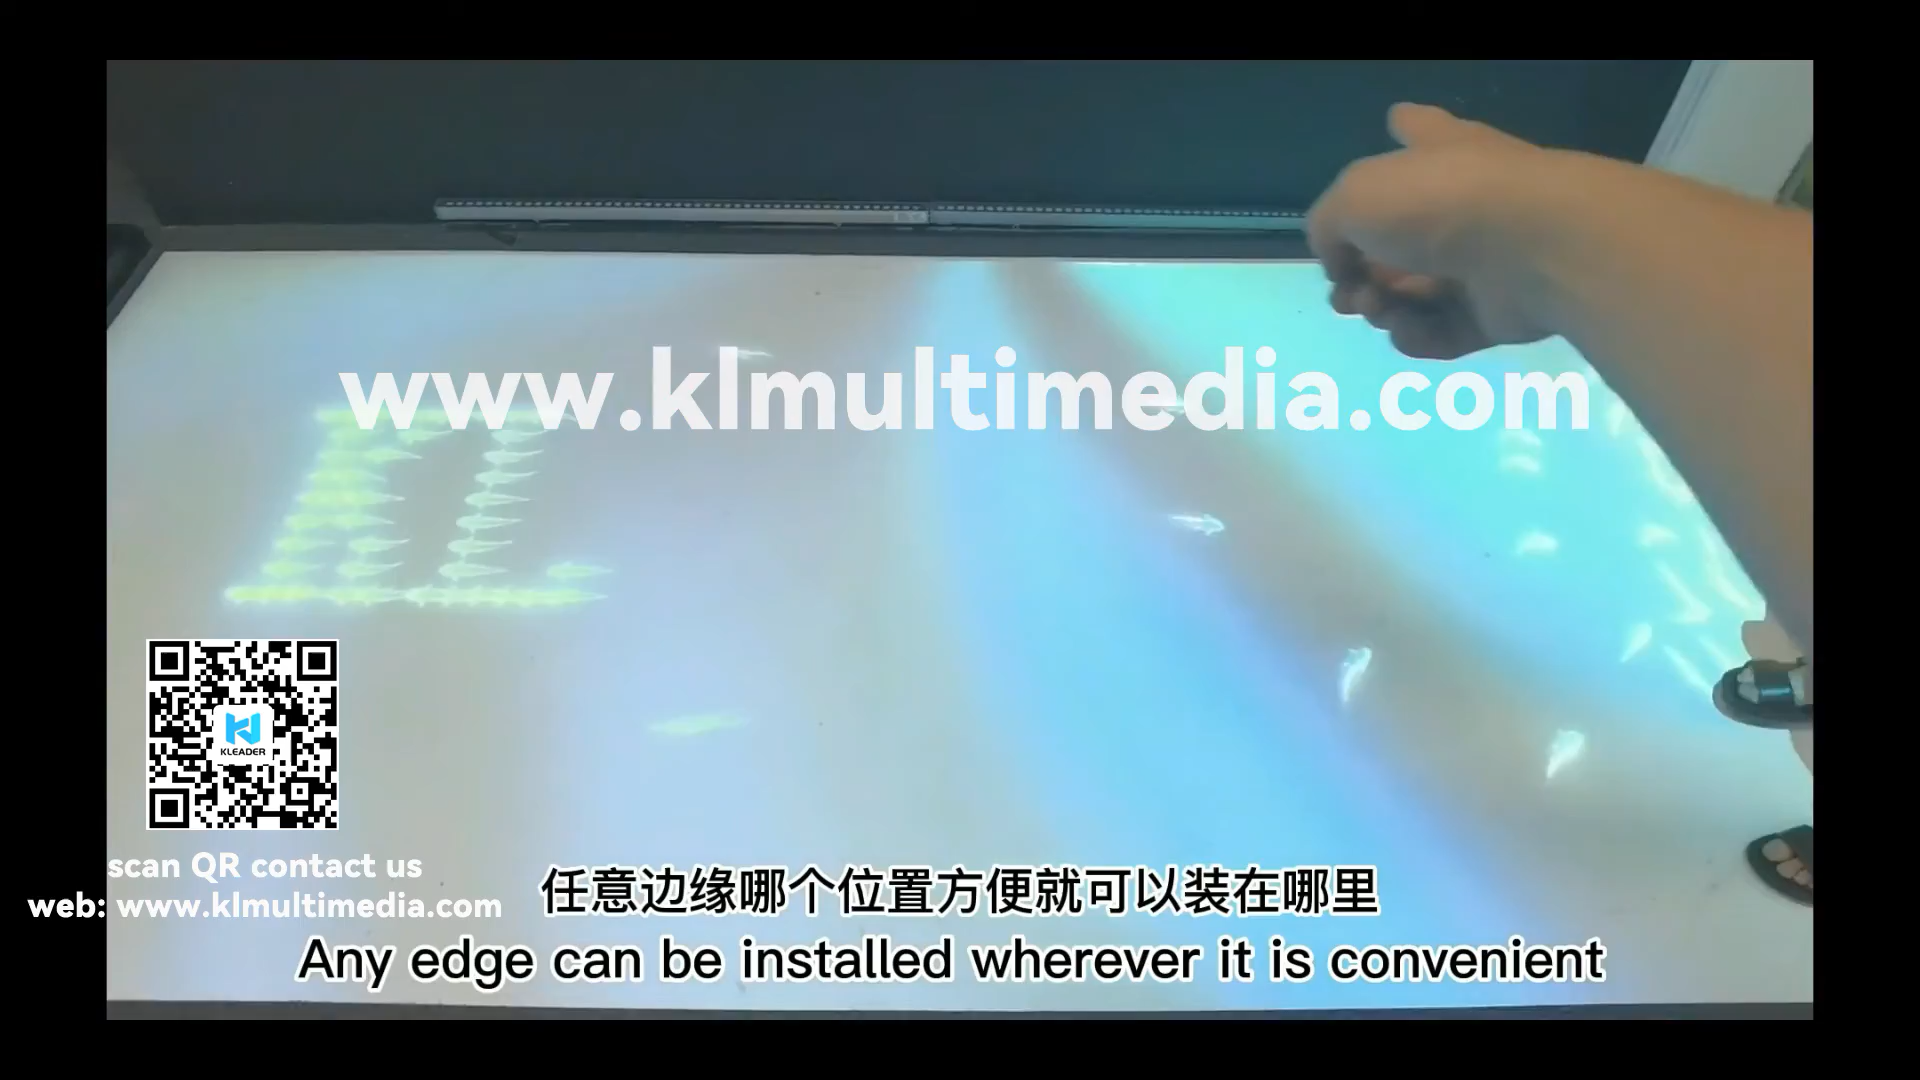 www.klmultimedia.com
KLEADER
scan QR contact us
web: www.klmultimedia.com
任意边缘哪个位置方便就可以装在哪里
Any edge can be installed wherever it is convenient